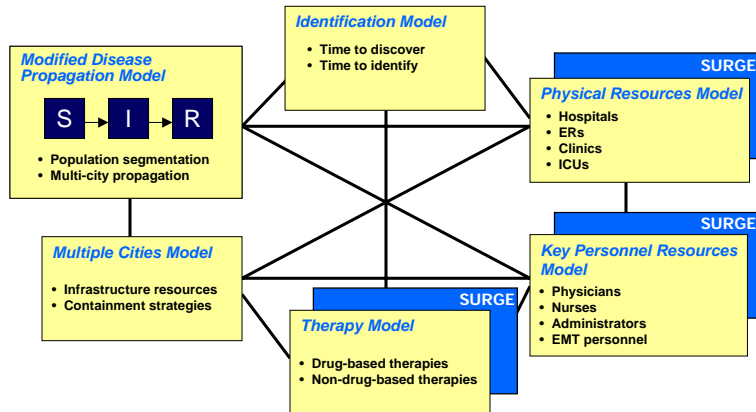 Identification Model
• Time to discover
• Time to identify
Modified Disease
Propagation Model
S I R
• Population segmentation
• Multi-city propagation
SURGE
Physical Resources Model
• Hospitals
• ERs
• Clinics
• ICUs
Multiple Cities Model
• Infrastructure resources
• Containment strategies
SURGE
Therapy Model
• Drug-based therapies
• Non-drug-based therapies
SURGE
Key Personnel Resources
Model
• Physicians
• Nurses
• Administrators
• EMT personnel